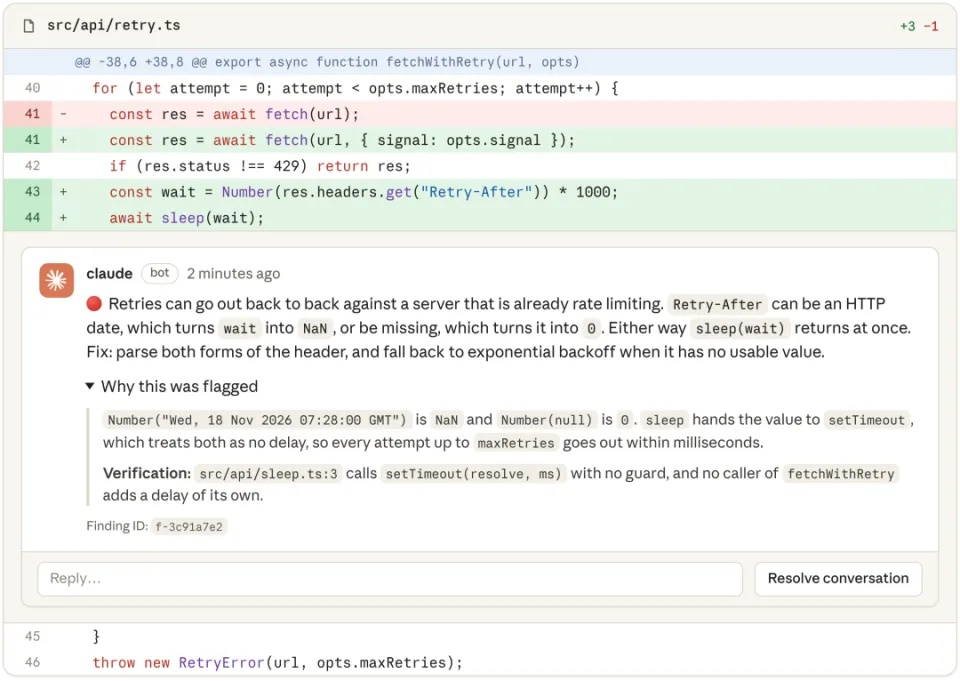 src/api/retry.ts +3 −1
@@ -38,6 +38,8 @@ export async function fetchWithRetry(url, opts)
40 for (let attempt = 0; attempt < opts.maxRetries; attempt++) {
41 - const res = await fetch(url);
41 + const res = await fetch(url, { signal: opts.signal });
42 if (res.status !== 429) return res;
43 + const wait = Number(res.headers.get("Retry-After")) * 1000;
44 + await sleep(wait);
claude bot 2 minutes ago
Retries can go out back to back against a server that is already rate limiting. Retry-After can be an HTTP
date, which turns wait into NaN, or be missing, which turns it into 0. Either way sleep(wait) returns at once.
Fix: parse both forms of the header, and fall back to exponential backoff when it has no usable value.
▼ Why this was flagged
Number("Wed, 18 Nov 2026 07:28:00 GMT") is NaN and Number(null) is 0. sleep hands the value to setTimeout,
which treats both as no delay, so every attempt up to maxRetries goes out within milliseconds.
Verification: src/api/sleep.ts:3 calls setTimeout(resolve, ms) with no guard, and no caller of fetchWithRetry
adds a delay of its own.
Finding ID: f-3c91a7e2
Reply... Resolve conversation
45 }
46 throw new RetryError(url, opts.maxRetries);